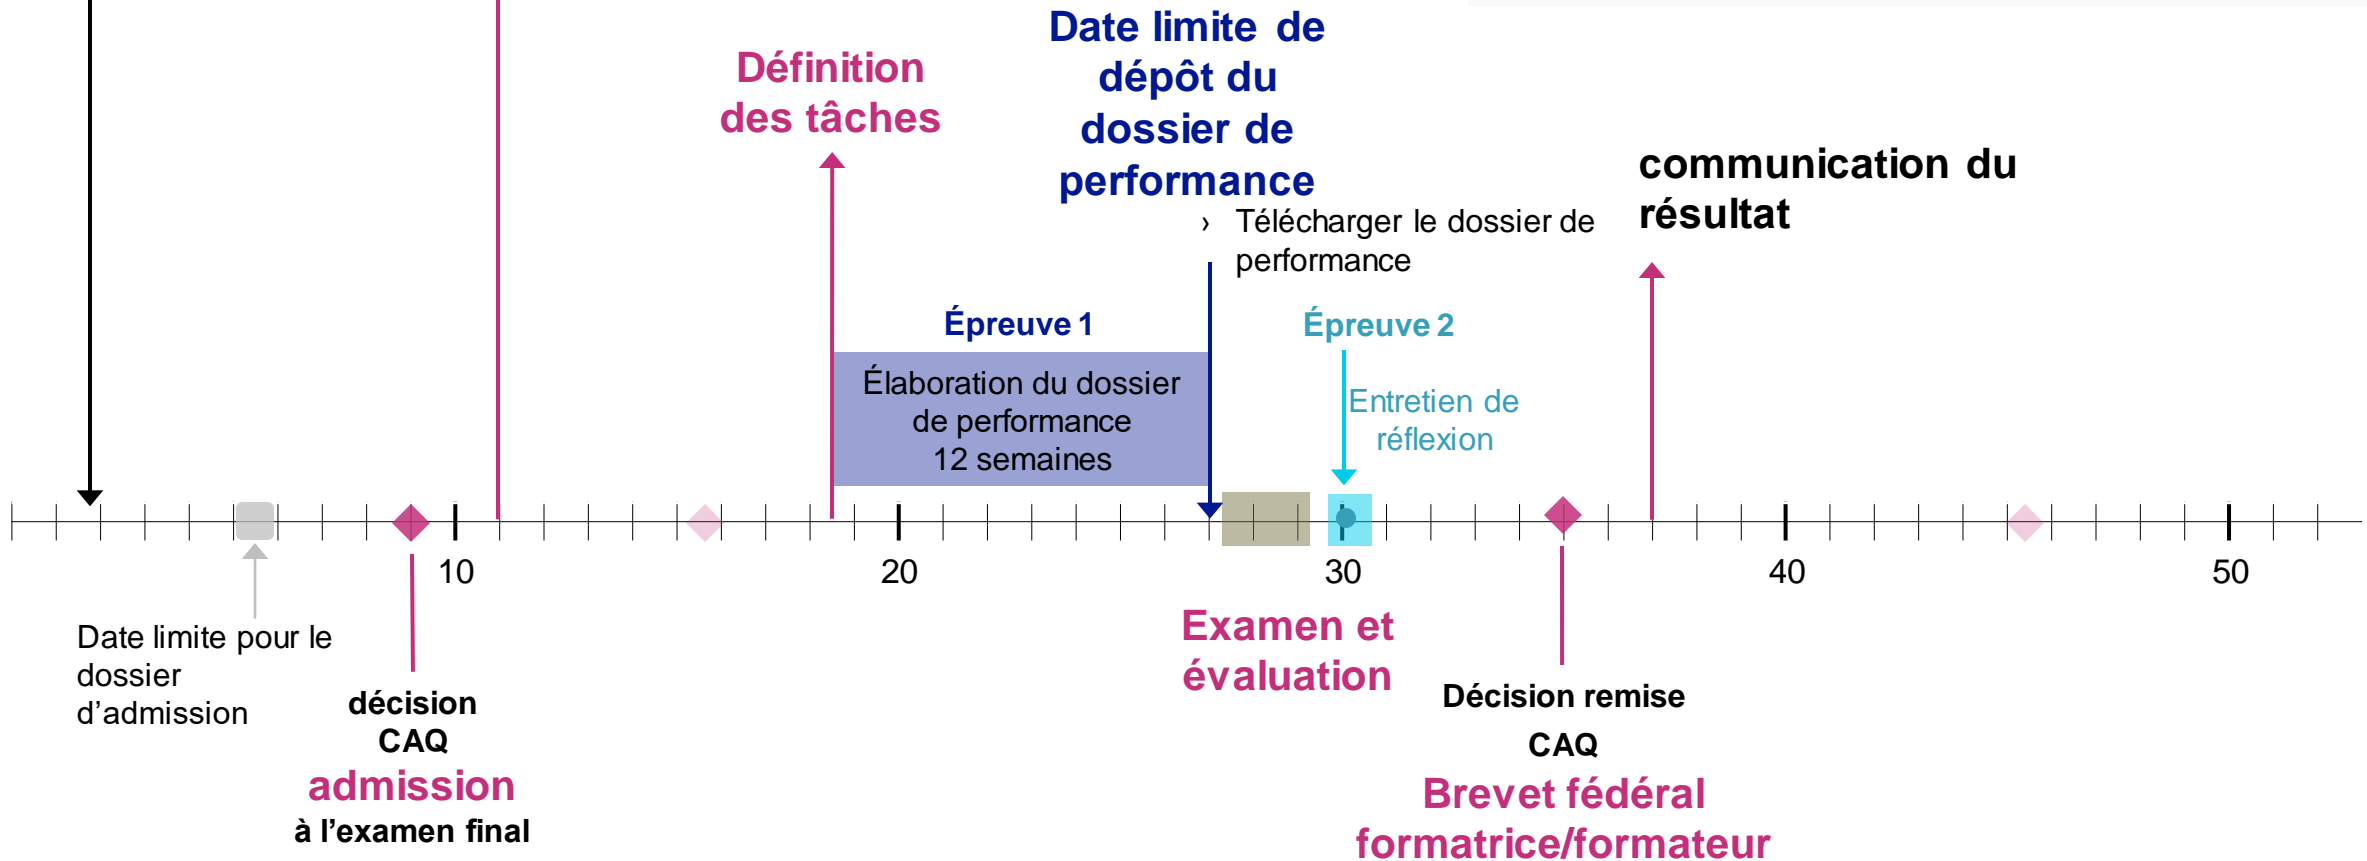 Définition
des tâches
Date limite de
dépôt du
dossier de
performance
› Télécharger le dossier de
performance
communication du
résultat
Épreuve 1
Élaboration du dossier
de performance
12 semaines
Épreuve 2
Entretien de
réflexion
10
20
30
40
50
Date limite pour le
dossier
d’admission
décision
CAQ
admission
à l’examen final
Examen et
évaluation
Décision remise
CAQ
Brevet fédéral
formatrice/formateur